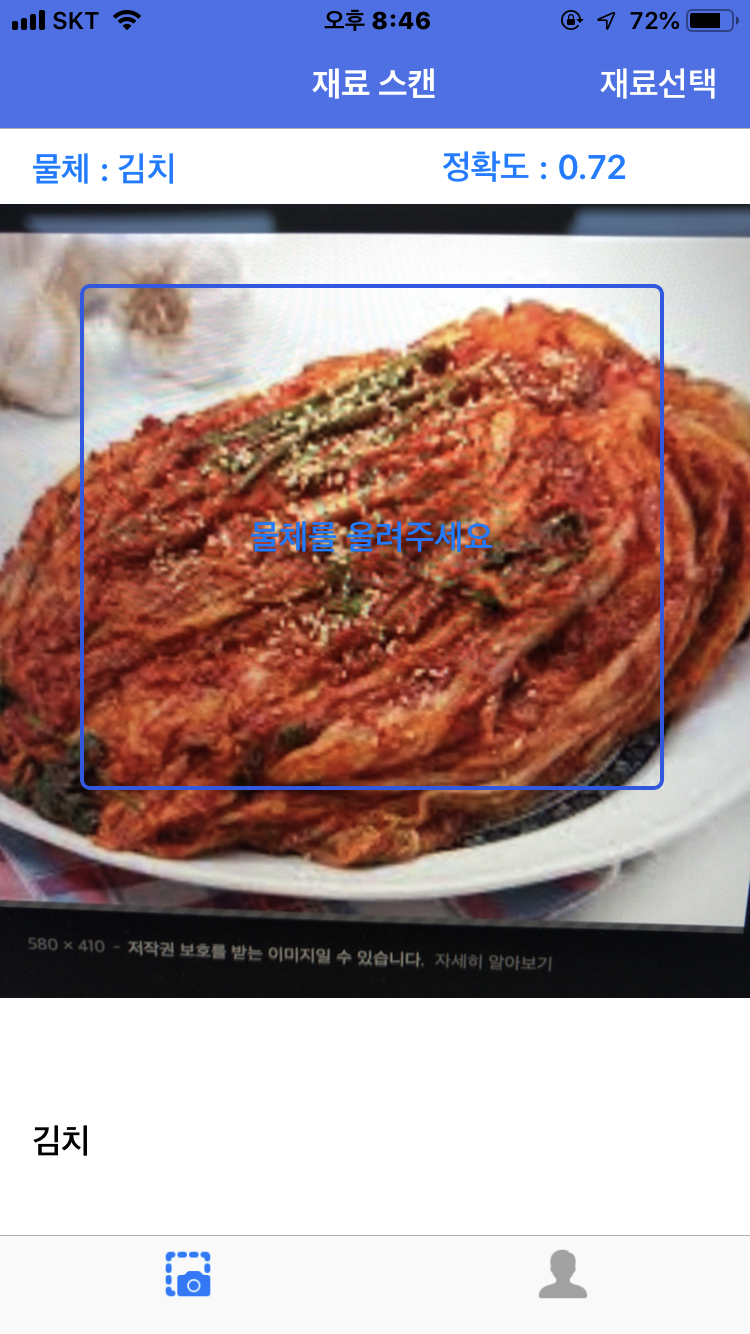 SKT 오후 8:46 72%
재료 스캔 재료선택
물체 : 김치 정확도 : 0.72
물체를 올려주세요
580 × 410 - 저작권 보호를 받는 이미지일 수 있습니다. 자세히 알아보기
김치